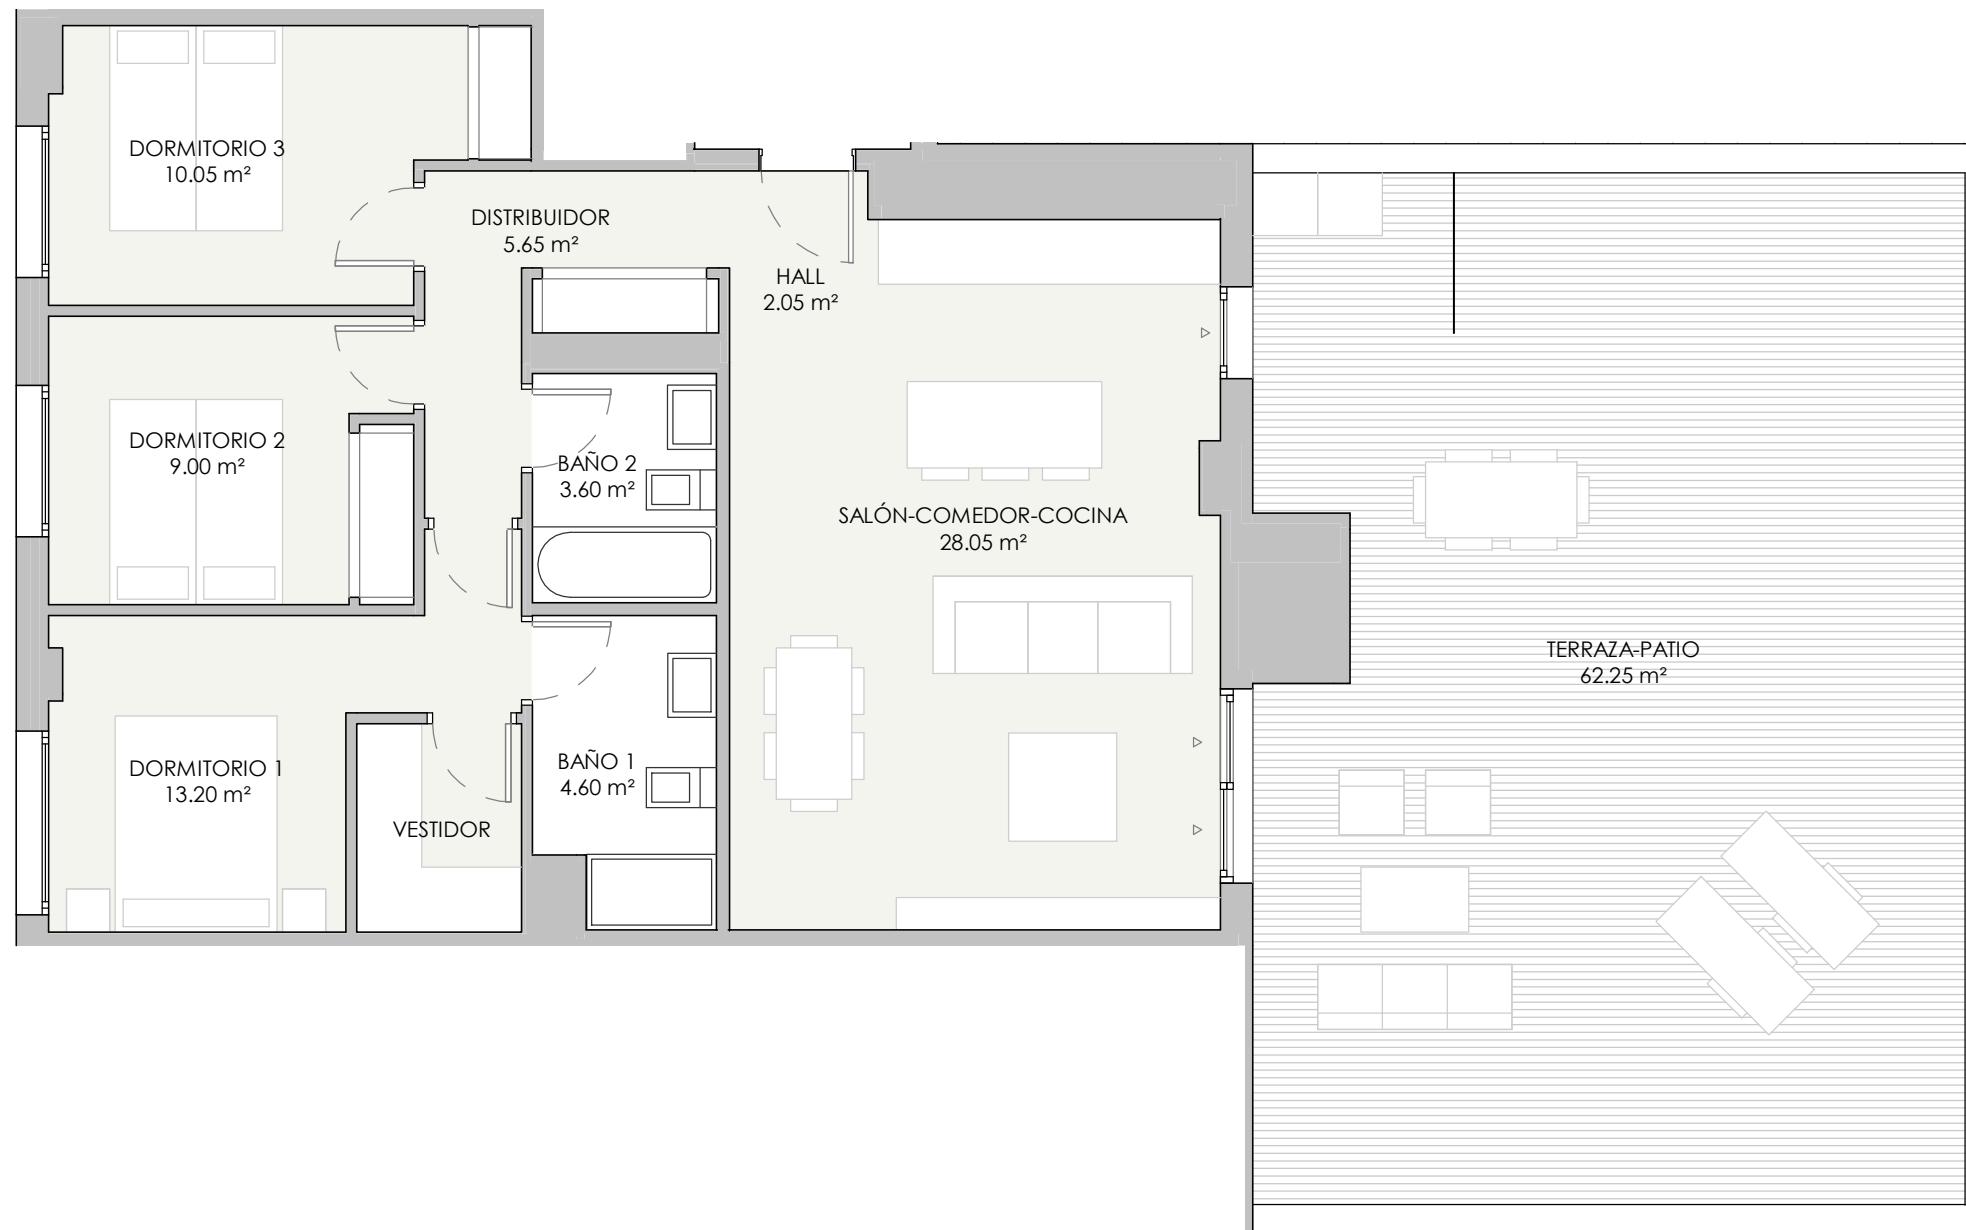 DORMITORIO 3
10.05 m²
DISTRIBUIDOR
5.65 m²
HALL
2.05 m²
DORMITORIO 2
9.00 m²
BAÑO 2
3.60 m²
SALÓN-COMEDOR-COCINA
28.05 m²
TERRAZA-PATIO
62.25 m²
DORMITORIO 1
13.20 m²
VESTIDOR
BAÑO 1
4.60 m²